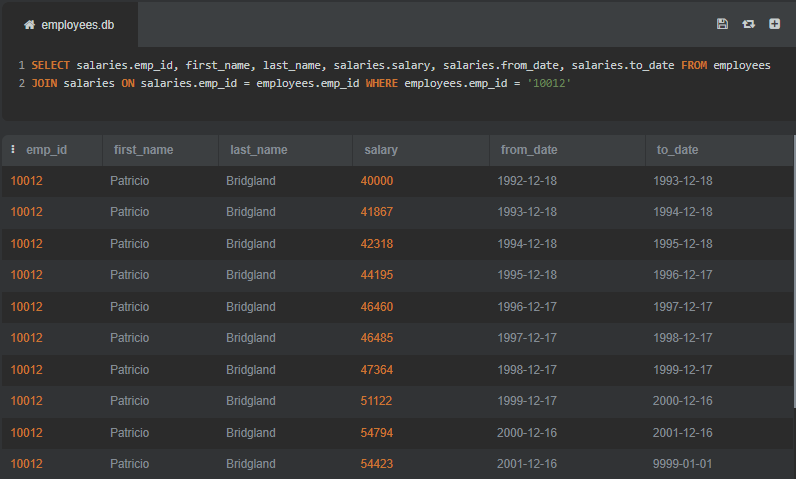 employees.db
1 SELECT salaries.emp_id, first_name, last_name, salaries.salary, salaries.from_date, salaries.to_date FROM employees
2 JOIN salaries ON salaries.emp_id = employees.emp_id WHERE employees.emp_id = '10012'
emp_id first_name last_name salary from_date to_date
10012 Patricio Bridgland 40000 1992-12-18 1993-12-18
10012 Patricio Bridgland 41867 1993-12-18 1994-12-18
10012 Patricio Bridgland 42318 1994-12-18 1995-12-18
10012 Patricio Bridgland 44195 1995-12-18 1996-12-17
10012 Patricio Bridgland 46460 1996-12-17 1997-12-17
10012 Patricio Bridgland 46485 1997-12-17 1998-12-17
10012 Patricio Bridgland 47364 1998-12-17 1999-12-17
10012 Patricio Bridgland 51122 1999-12-17 2000-12-16
10012 Patricio Bridgland 54794 2000-12-16 2001-12-16
10012 Patricio Bridgland 54423 2001-12-16 9999-01-01